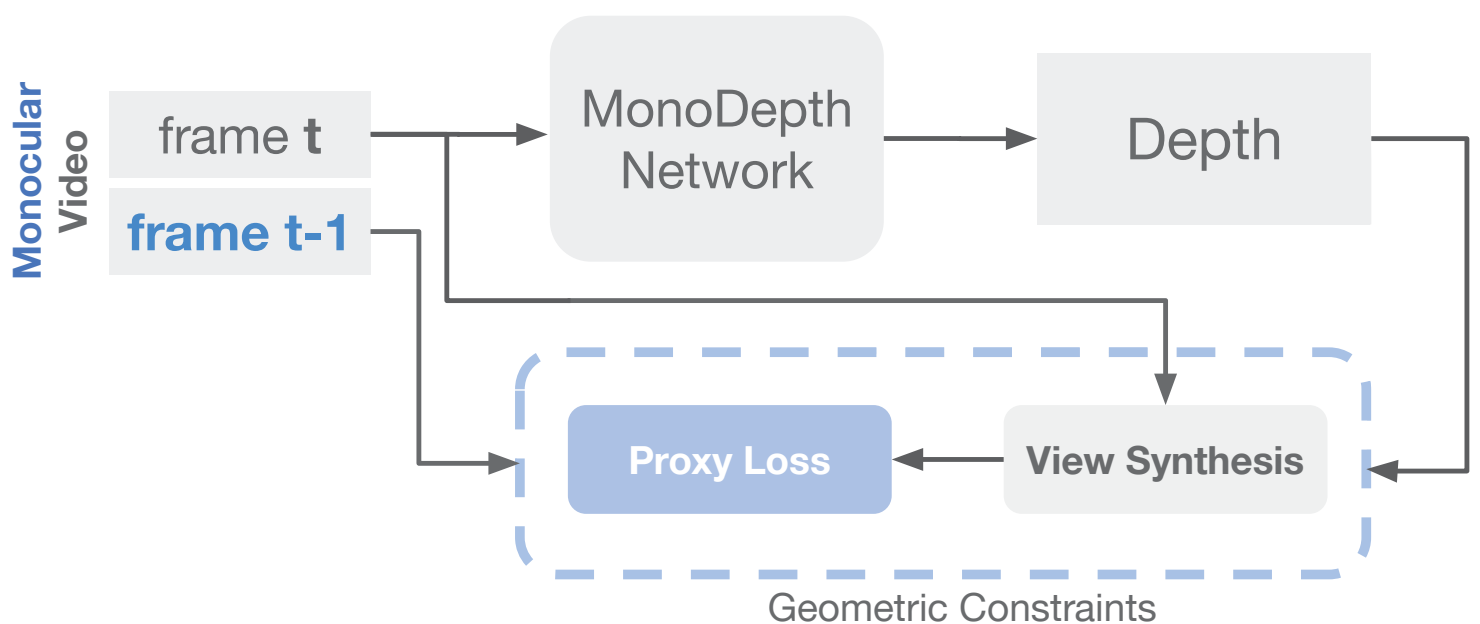 Monocular
Video
frame t
frame t-1
MonoDepth
Network
Depth
Proxy Loss
View Synthesis
Geometric Constraints